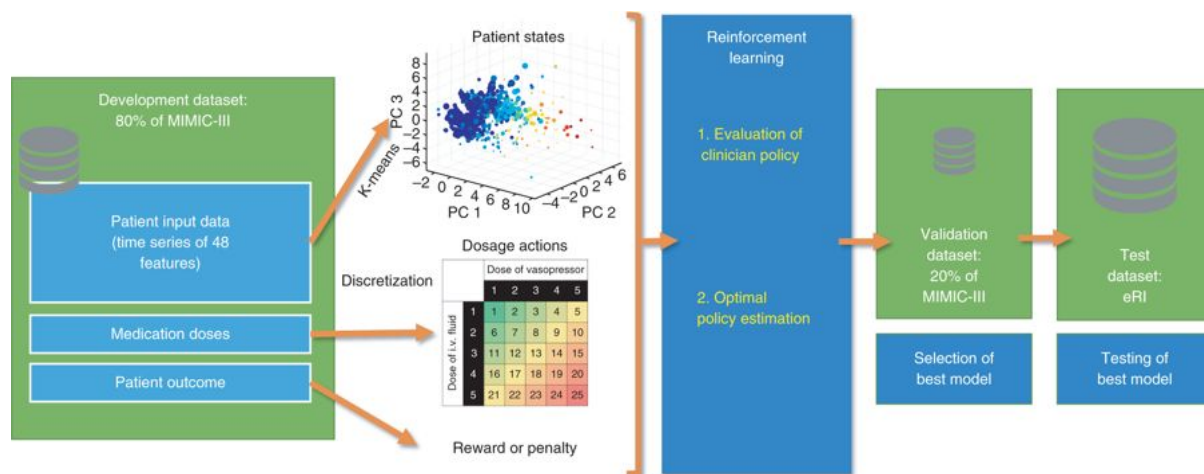 Development dataset:
80% of MIMIC-III
Patient input data
(time series of 48
features)
Medication doses
Patient outcome
K-means
Patient states
8
6
4
2
0
−2
−4
−6
PC 3
−2 0 2 4 6 8 10
PC 1
−4 −2 0 2 4 6
PC 2
Discretization
Dosage actions
Dose of vasopressor
1 2 3 4 5
Dose of i.v. fluid
1 1 2 3 4 5
2 6 7 8 9 10
3 11 12 13 14 15
4 16 17 18 19 20
5 21 22 23 24 25
Reward or penalty
Reinforcement
learning
1. Evaluation of
clinician policy
2. Optimal
policy estimation
Validation
dataset:
20% of
MIMIC-III
Selection of
best model
Test
dataset:
eRI
Testing of
best model